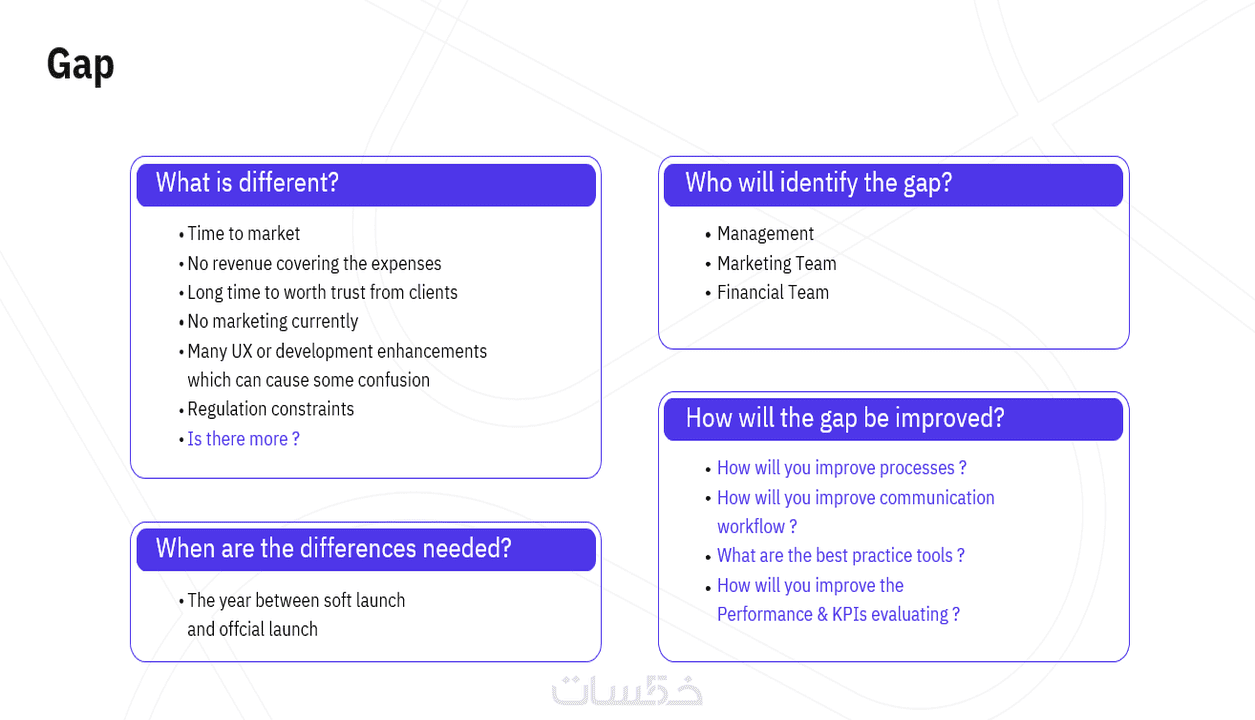 Gap
What is different?
• Time to market
• No revenue covering the expenses
• Long time to worth trust from clients
• No marketing currently
• Many UX or development enhancements
which can cause some confusion
• Regulation constraints
• Is there more ?
When are the differences needed?
• The year between soft launch
and offcial launch
Who will identify the gap?
• Management
• Marketing Team
• Financial Team
How will the gap be improved?
• How will you improve processes ?
• How will you improve communication
workflow ?
• What are the best practice tools ?
• How will you improve the
Performance & KPIs evaluating ?
خمسات